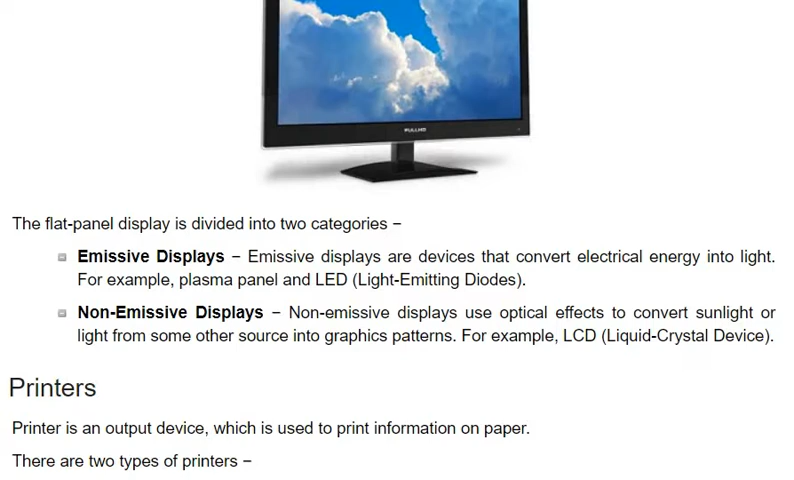 FULLHD
The flat-panel display is divided into two categories −
Emissive Displays − Emissive displays are devices that convert electrical energy into light.
For example, plasma panel and LED (Light-Emitting Diodes).
Non-Emissive Displays − Non-emissive displays use optical effects to convert sunlight or
light from some other source into graphics patterns. For example, LCD (Liquid-Crystal Device).
Printers
Printer is an output device, which is used to print information on paper.
There are two types of printers −